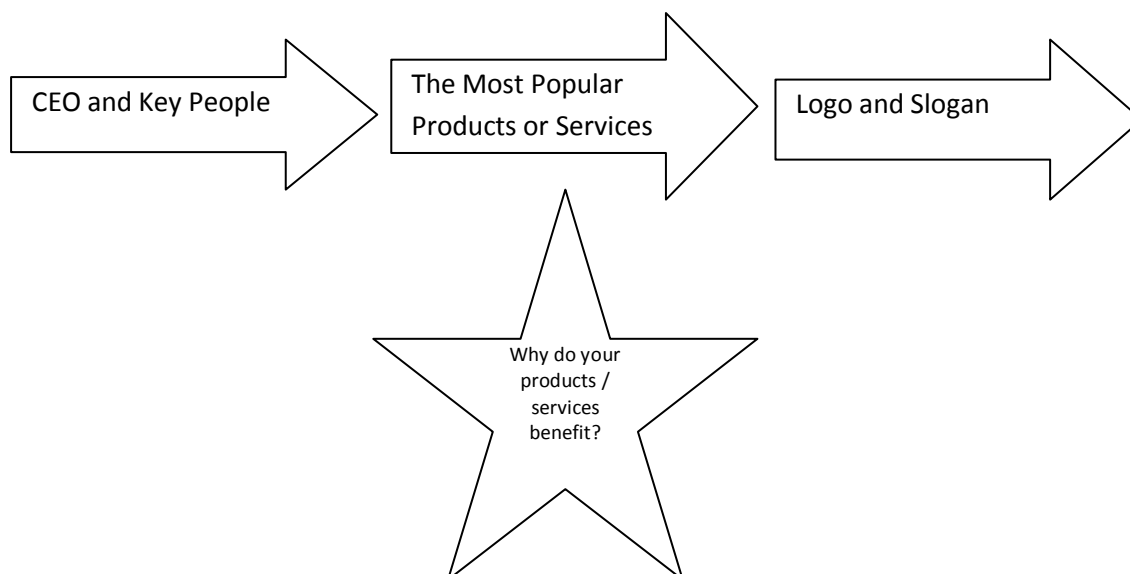 CEO and Key People
The Most Popular
Products or Services
Logo and Slogan
Why do your
products /
services
benefit?